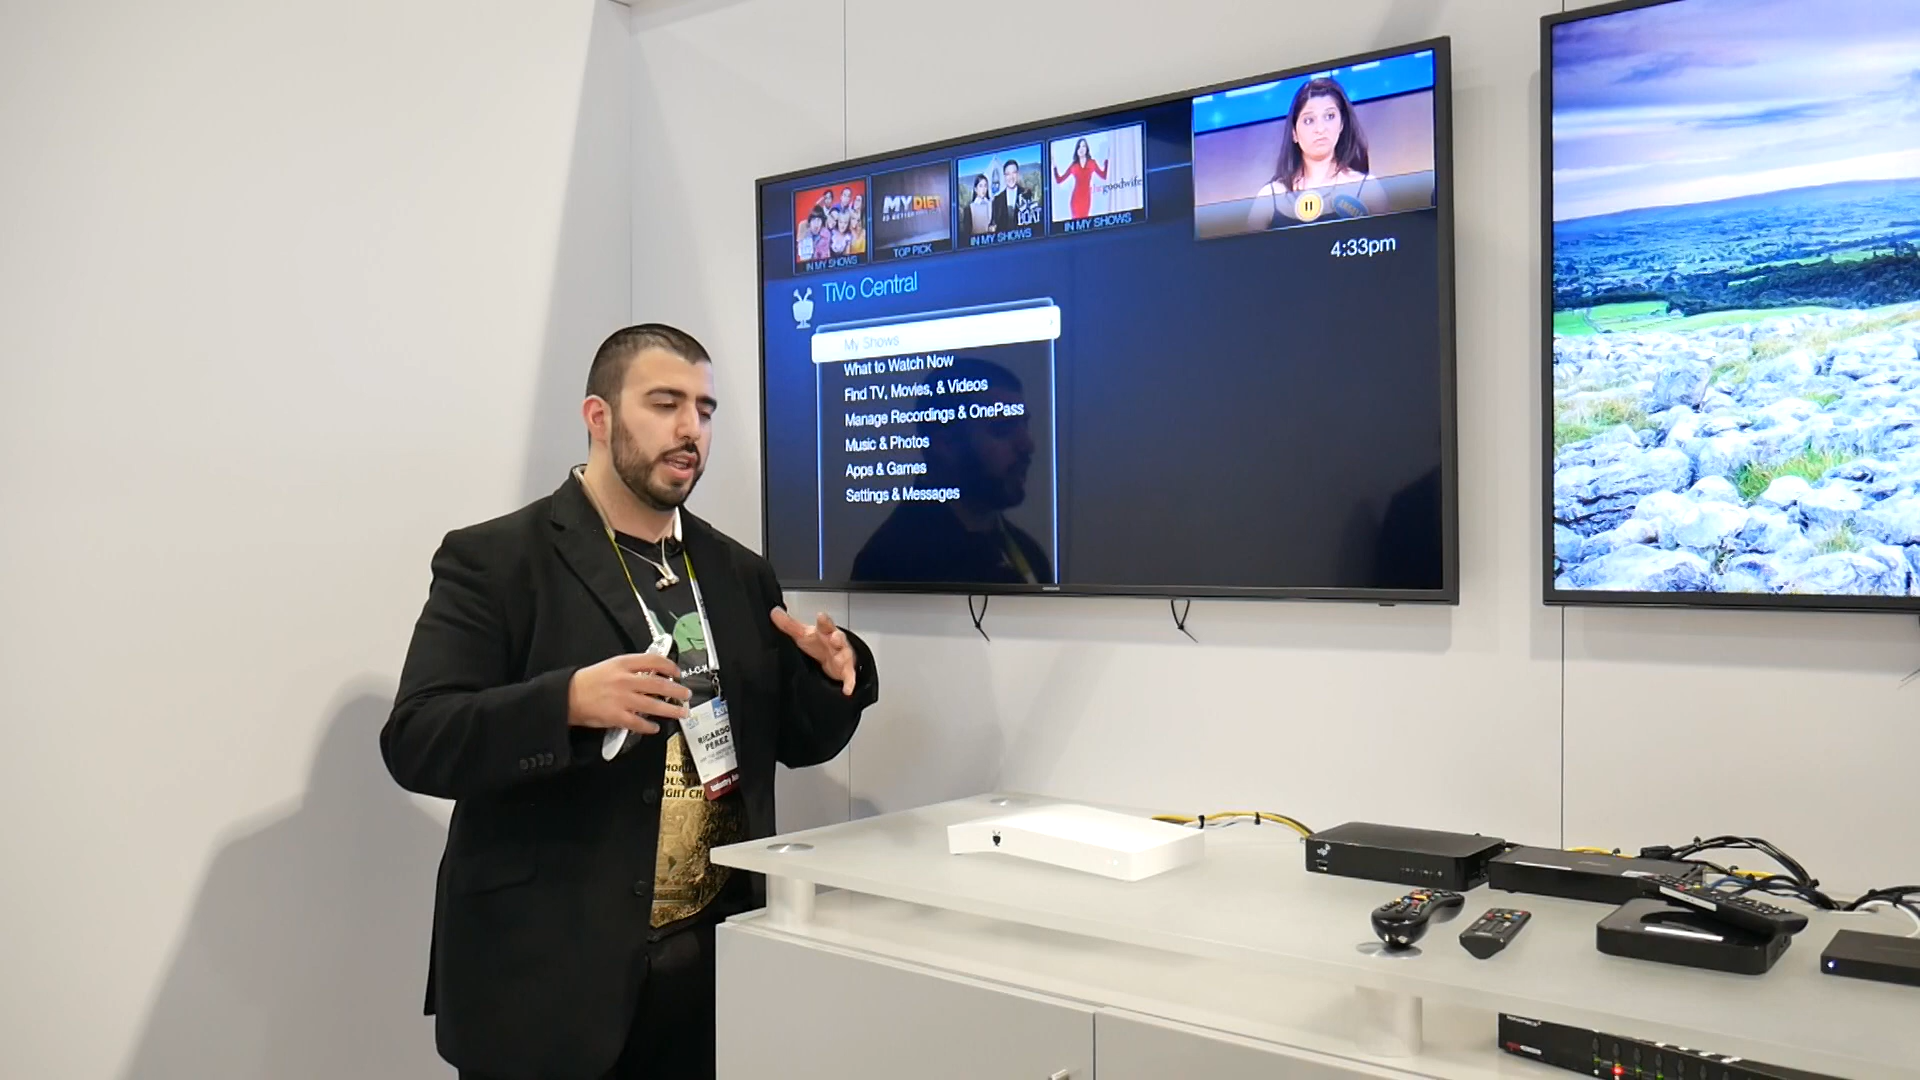 MY DIET
the goodwife
IN MY SHOWS
TOP PICK
IN MY SHOWS
IN MY SHOWS
4:33pm
TiVo Central
My Shows
What to Watch Now
Find TV, Movies, & Videos
Manage Recordings & OnePass
Music & Photos
Apps & Games
Settings & Messages
RICARDO
PEREZ